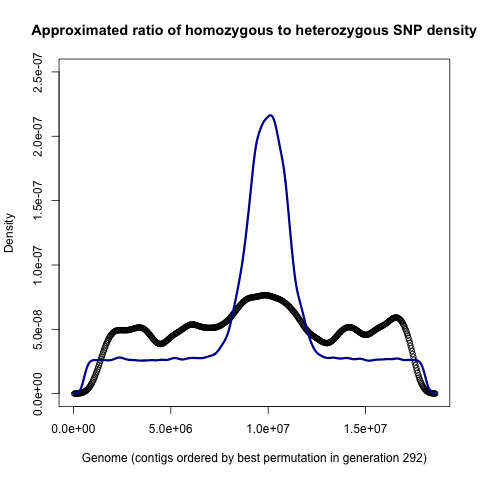 Approximated ratio of homozygous to heterozygous SNP density
2.5e-07
2.0e-07
1.5e-07
1.0e-07
5.0e-08
0.0e+00
Density
0.0e+00 5.0e+06 1.0e+07 1.5e+07
Genome (contigs ordered by best permutation in generation 292)